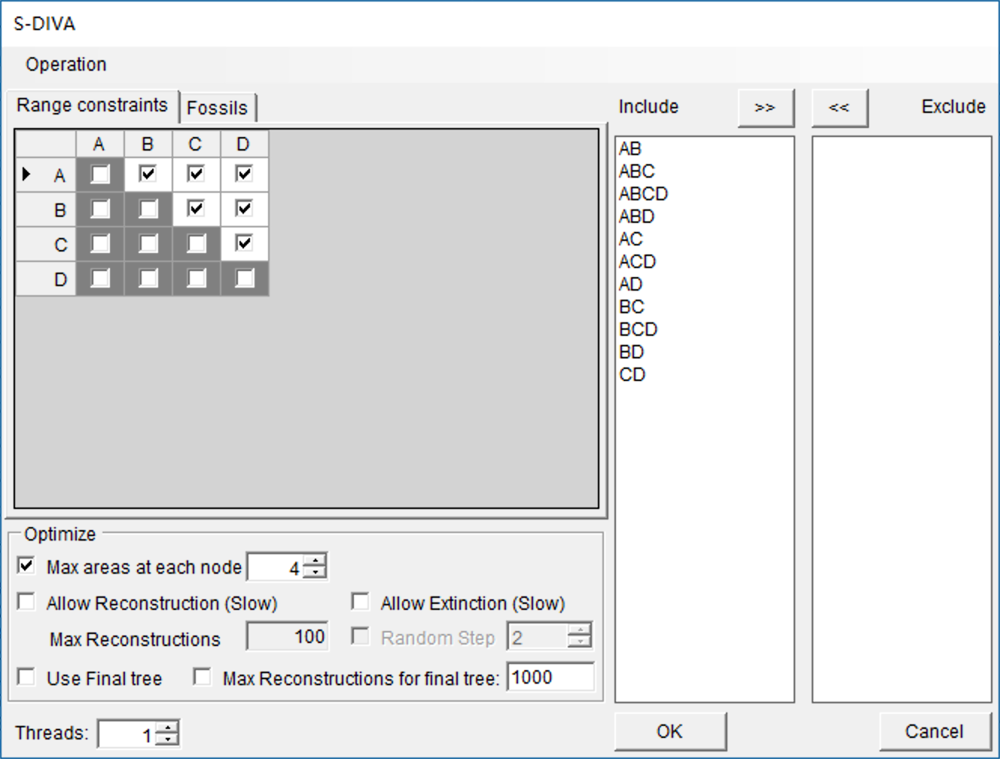 S-DIVA
Operation
Range constraints Fossils
A B C D
A
B
C
D
Include >> << Exclude
AB
ABC
ABCD
ABD
AC
ACD
AD
BC
BCD
BD
CD
Optimize
Max areas at each node 4
Allow Reconstruction (Slow) Allow Extinction (Slow)
Max Reconstructions 100 Random Step 2
Use Final tree Max Reconstructions for final tree: 1000
Threads: 1
OK Cancel